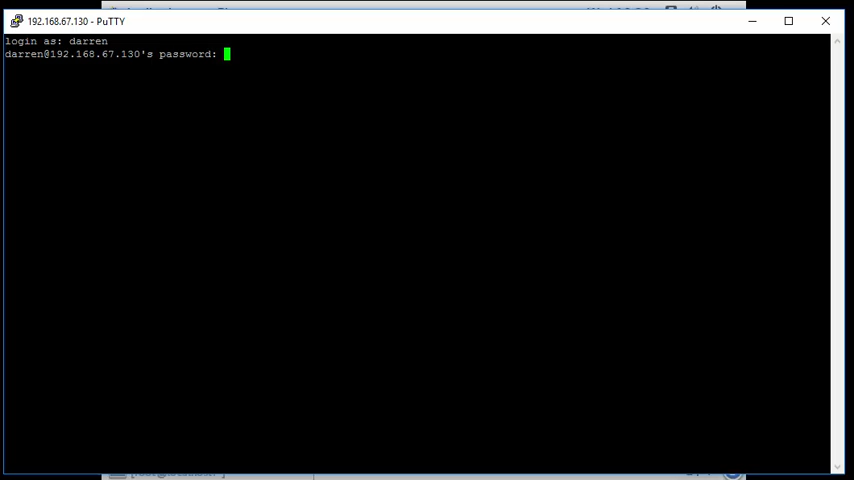 192.168.67.130 - PuTTY
login as: darren
darren@192.168.67.130's password: